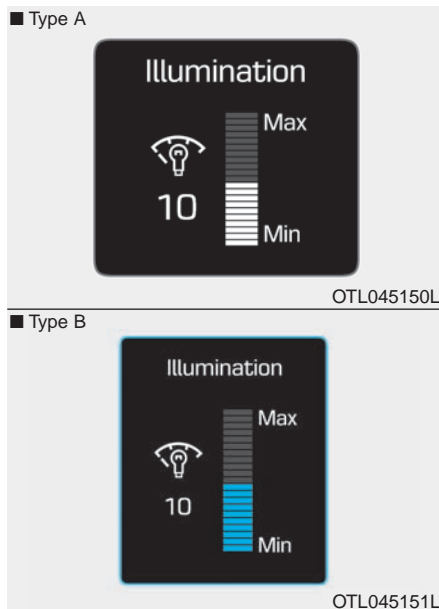 ■ Type A
Illumination
Max
10
Min
OTL045150L
■ Type B
Illumination
Max
10
Min
OTL045151L